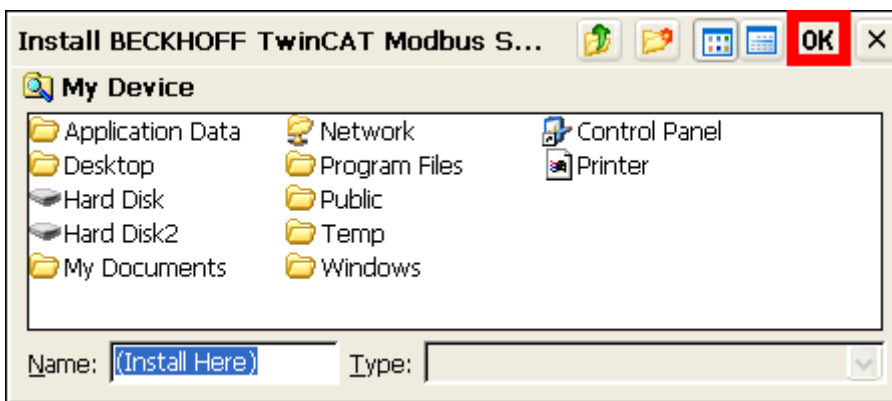 Install BECKHOFF TwinCAT Modbus S... OK
My Device
Application Data Network Control Panel
Desktop Program Files Printer
Hard Disk Public
Hard Disk2 Temp
My Documents Windows
Name: (Install Here) Type: